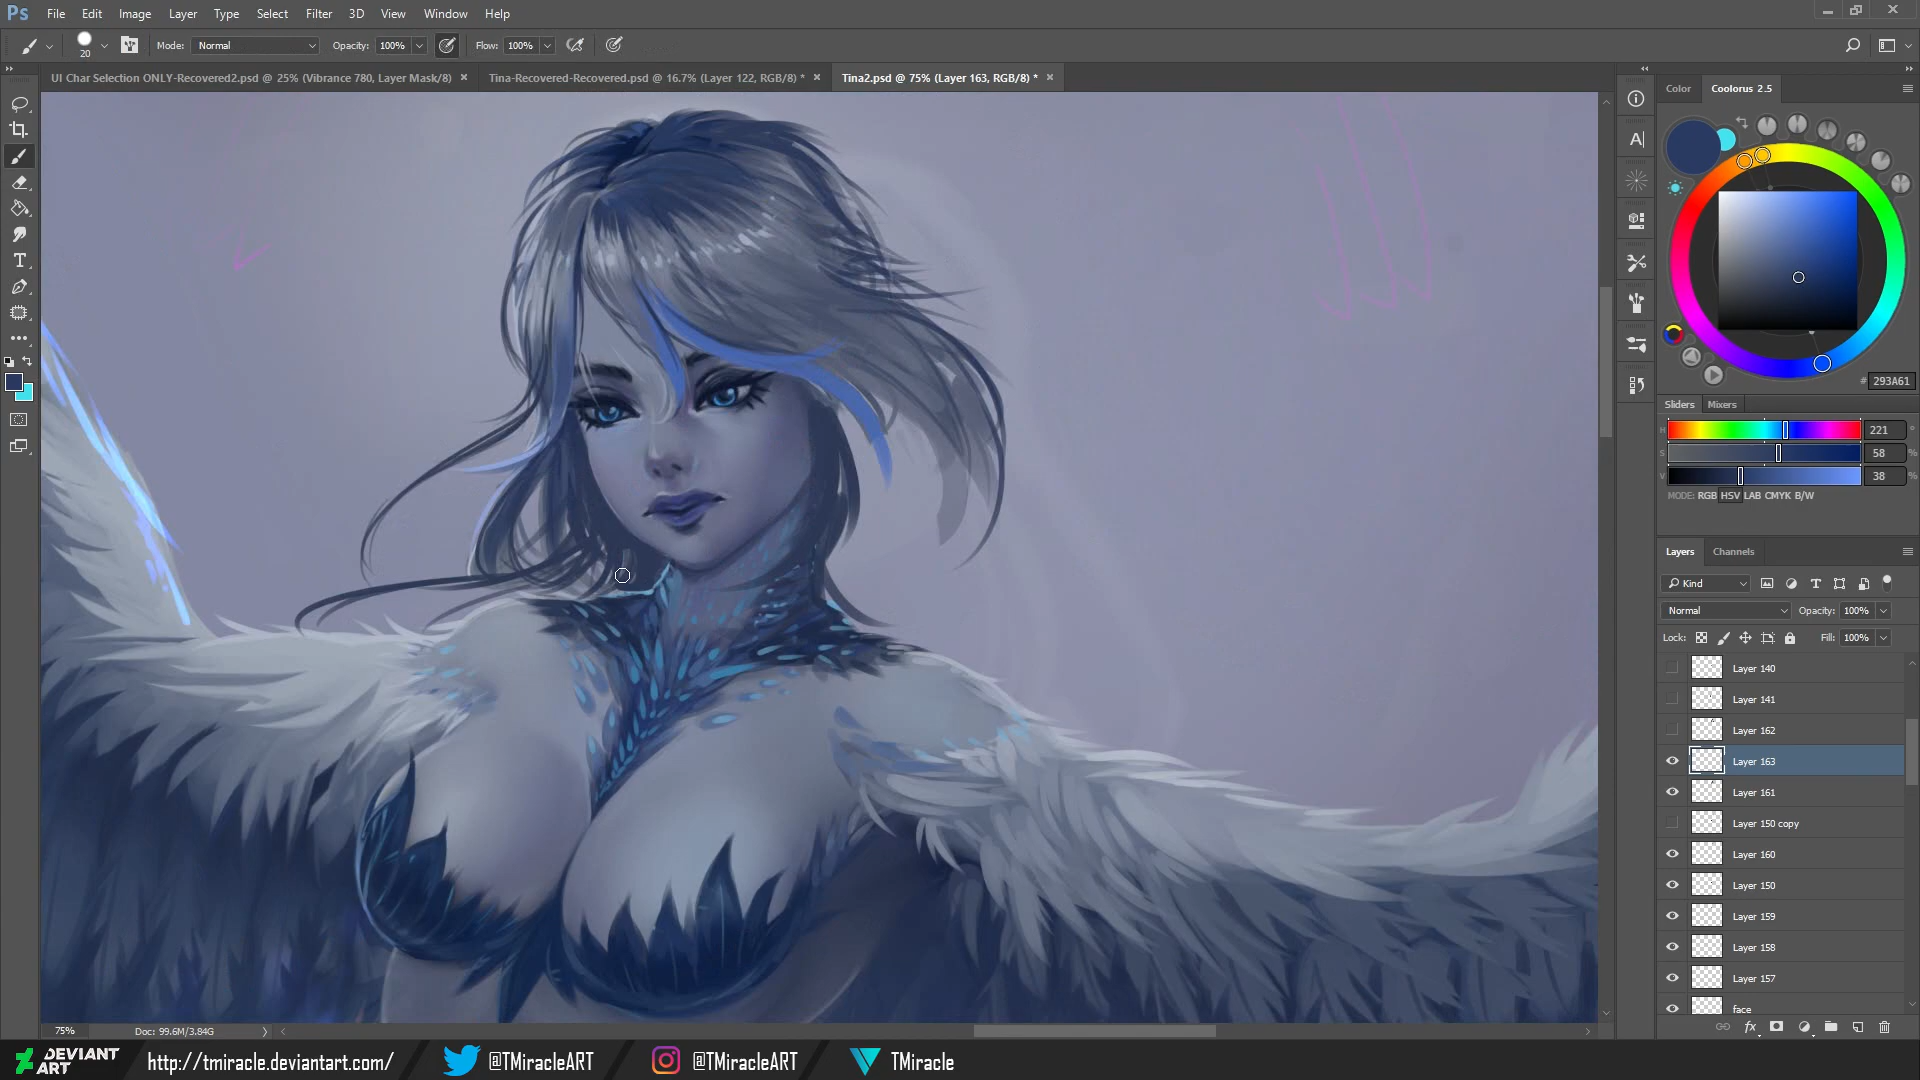 Ps File Edit Image Layer Type Select Filter 3D View Window Help
20 Mode: Normal Opacity: 100% Flow: 100%
UI Char Selection ONLY-Recovered2.psd @ 25% (Vibrance 780, Layer Mask/8) × Tina-Recovered-Recovered.psd @ 16.7% (Layer 122, RGB/8) * × Tina2.psd @ 75% (Layer 163, RGB/8) * ×
Color Coolorus 2.5
# 293A61
Sliders Mixers
H 221 °
S 58 %
V 38 %
MODE: RGB HSV LAB CMYK B/W
Layers Channels
Kind
Normal Opacity: 100%
Lock: Fill: 100%
Layer 140
Layer 141
Layer 162
Layer 163
Layer 161
Layer 150 copy
Layer 160
Layer 150
Layer 159
Layer 158
Layer 157
face
75% Doc: 99.6M/3.84G
DEVIANT ART http://tmiracle.deviantart.com/ @TMiracleART @TMiracleART TMiracle